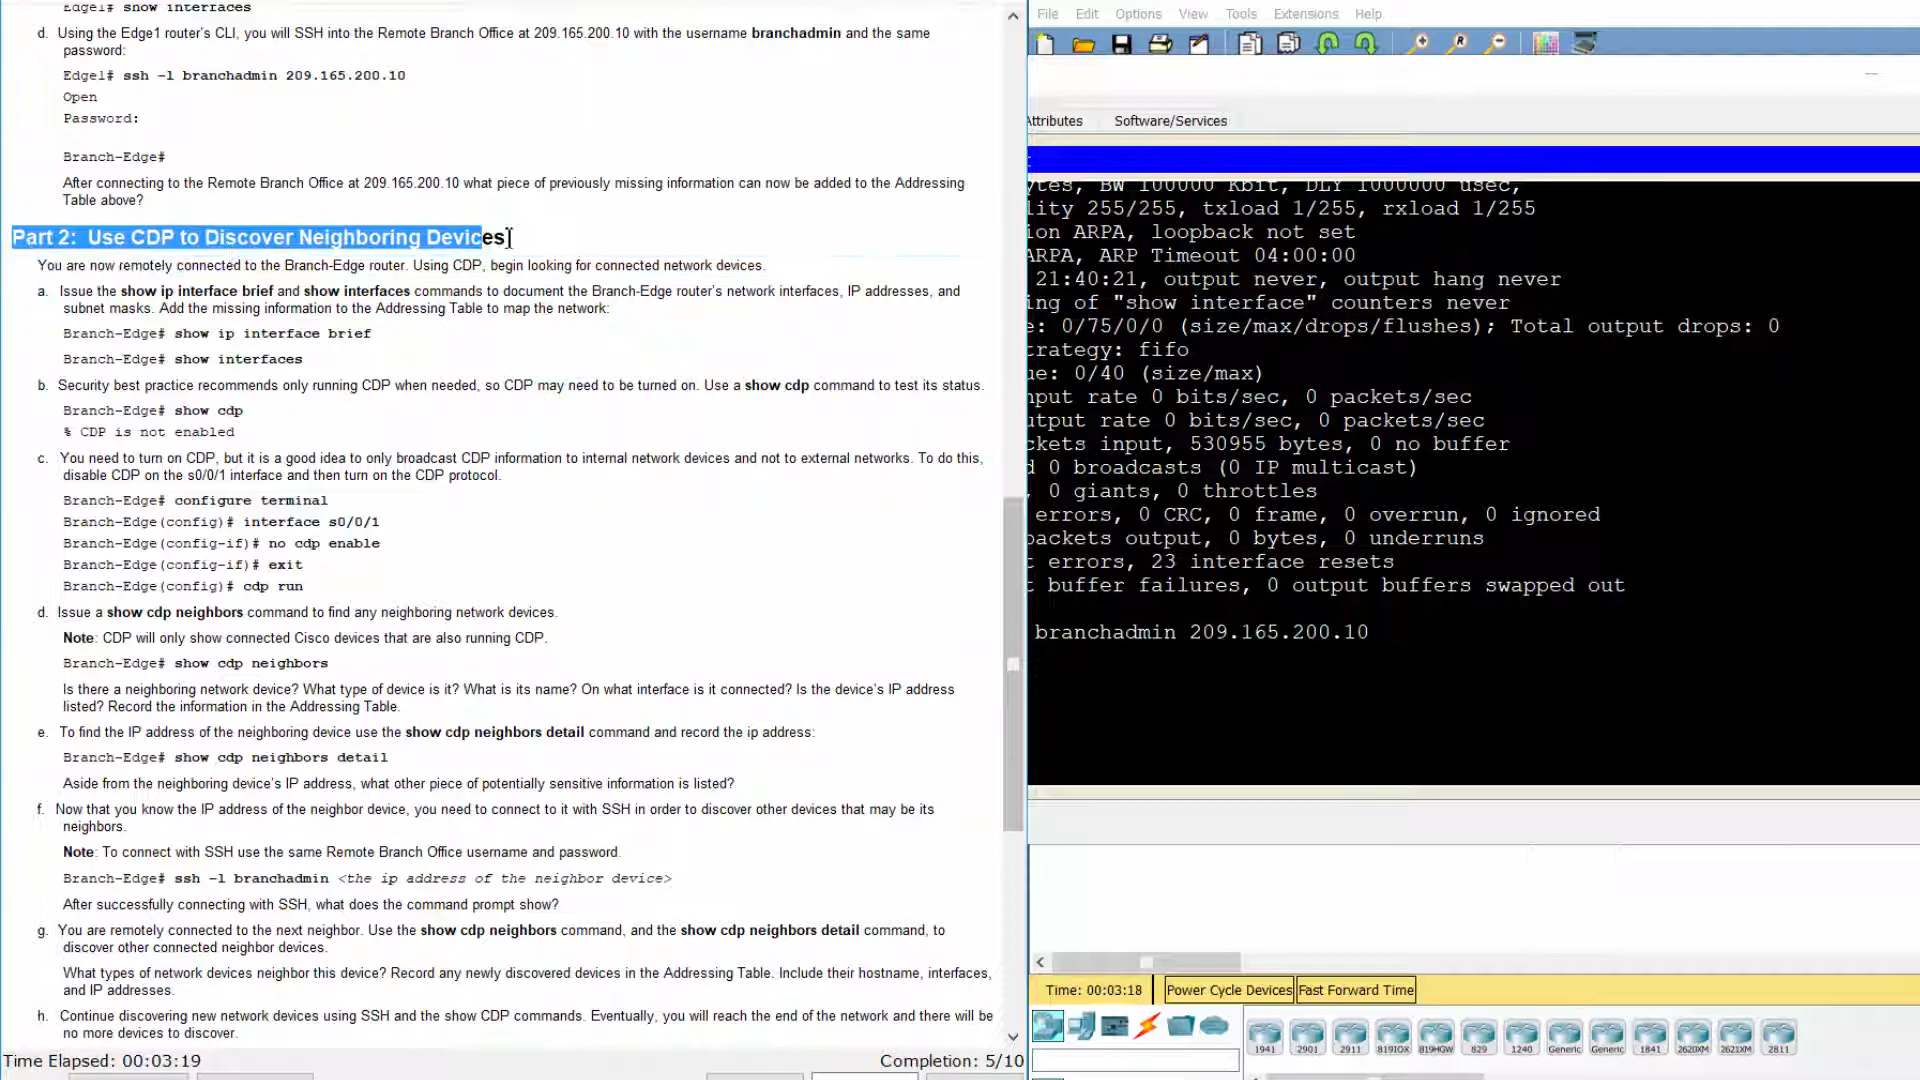 Edge1# show interfaces
d. Using the Edge1 router's CLI, you will SSH into the Remote Branch Office at 209.165.200.10 with the username branchadmin and the same
password:
Edge1# ssh -l branchadmin 209.165.200.10
Open
Password:
Branch-Edge#
After connecting to the Remote Branch Office at 209.165.200.10 what piece of previously missing information can now be added to the Addressing
Table above?
Part 2: Use CDP to Discover Neighboring Devices
You are now remotely connected to the Branch-Edge router. Using CDP, begin looking for connected network devices.
a. Issue the show ip interface brief and show interfaces commands to document the Branch-Edge router's network interfaces, IP addresses, and
subnet masks. Add the missing information to the Addressing Table to map the network:
Branch-Edge# show ip interface brief
Branch-Edge# show interfaces
b. Security best practice recommends only running CDP when needed, so CDP may need to be turned on. Use a show cdp command to test its status.
Branch-Edge# show cdp
% CDP is not enabled
c. You need to turn on CDP, but it is a good idea to only broadcast CDP information to internal network devices and not to external networks. To do this,
disable CDP on the s0/0/1 interface and then turn on the CDP protocol.
Branch-Edge# configure terminal
Branch-Edge(config)# interface s0/0/1
Branch-Edge(config-if)# no cdp enable
Branch-Edge(config-if)# exit
Branch-Edge(config)# cdp run
d. Issue a show cdp neighbors command to find any neighboring network devices.
Note: CDP will only show connected Cisco devices that are also running CDP.
Branch-Edge# show cdp neighbors
Is there a neighboring network device? What type of device is it? What is its name? On what interface is it connected? Is the device's IP address
listed? Record the information in the Addressing Table.
e. To find the IP address of the neighboring device use the show cdp neighbors detail command and record the ip address:
Branch-Edge# show cdp neighbors detail
Aside from the neighboring device's IP address, what other piece of potentially sensitive information is listed?
f. Now that you know the IP address of the neighbor device, you need to connect to it with SSH in order to discover other devices that may be its
neighbors.
Note: To connect with SSH use the same Remote Branch Office username and password.
Branch-Edge# ssh -l branchadmin <the ip address of the neighbor device>
After successfully connecting with SSH, what does the command prompt show?
g. You are remotely connected to the next neighbor. Use the show cdp neighbors command, and the show cdp neighbors detail command, to
discover other connected neighbor devices.
What types of network devices neighbor this device? Record any newly discovered devices in the Addressing Table. Include their hostname, interfaces,
and IP addresses.
h. Continue discovering new network devices using SSH and the show CDP commands. Eventually, you will reach the end of the network and there will be
no more devices to discover.
Time Elapsed: 00:03:19
Completion: 5/10
File Edit Options View Tools Extensions Help
Attributes Software/Services
ytes, BW 100000 Kbit, DLY 1000000 usec,
lity 255/255, txload 1/255, rxload 1/255
ion ARPA, loopback not set
ARPA, ARP Timeout 04:00:00
21:40:21, output never, output hang never
ng of "show interface" counters never
e: 0/75/0/0 (size/max/drops/flushes); Total output drops: 0
trategy: fifo
ue: 0/40 (size/max)
nput rate 0 bits/sec, 0 packets/sec
utput rate 0 bits/sec, 0 packets/sec
ckets input, 530955 bytes, 0 no buffer
d 0 broadcasts (0 IP multicast)
, 0 giants, 0 throttles
errors, 0 CRC, 0 frame, 0 overrun, 0 ignored
packets output, 0 bytes, 0 underruns
t errors, 23 interface resets
t buffer failures, 0 output buffers swapped out
branchadmin 209.165.200.10
Time: 00:03:18 Power Cycle Devices Fast Forward Time
1941 2901 2911 819IOX 819HGW 829 1240 Generic Generic 1841 2620XM 2621XM 2811